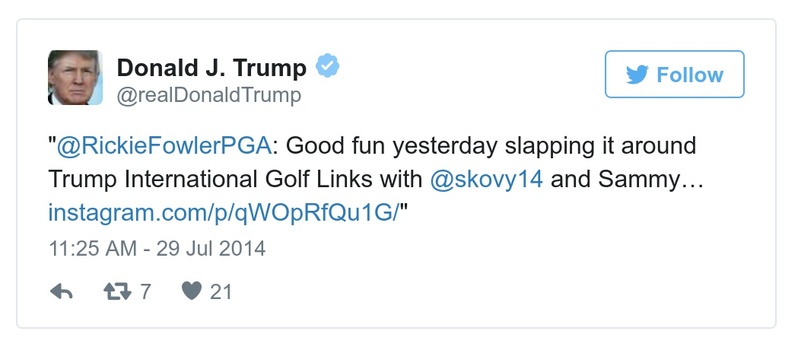 Donald J. Trump
@realDonaldTrump
Follow
"@RickieFowlerPGA: Good fun yesterday slapping it around
Trump International Golf Links with @skovy14 and Sammy…
instagram.com/p/qWOpRfQu1G/"
11:25 AM - 29 Jul 2014
7 21